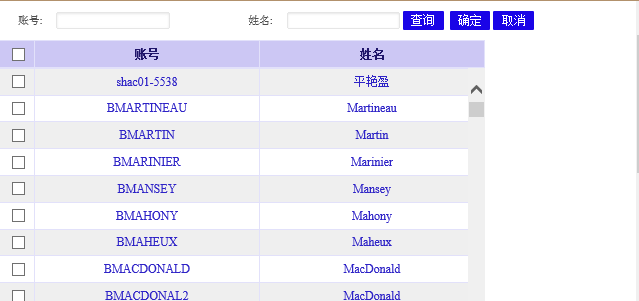 账号: 姓名: 查询 确定 取消
账号 姓名
shac01-5538 平艳盈
BMARTINEAU Martineau
BMARTIN Martin
BMARINIER Marinier
BMANSEY Mansey
BMAHONY Mahony
BMAHEUX Maheux
BMACDONALD MacDonald
BMACDONAL2 MacDonald